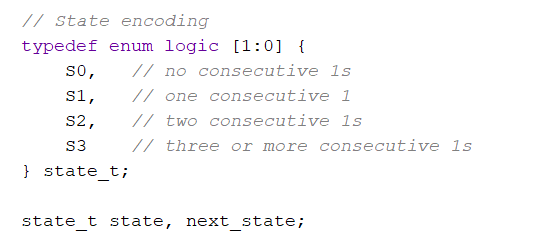 // State encoding
typedef enum logic [1:0] {
    S0,   // no consecutive 1s
    S1,   // one consecutive 1
    S2,   // two consecutive 1s
    S3    // three or more consecutive 1s
} state_t;

state_t state, next_state;